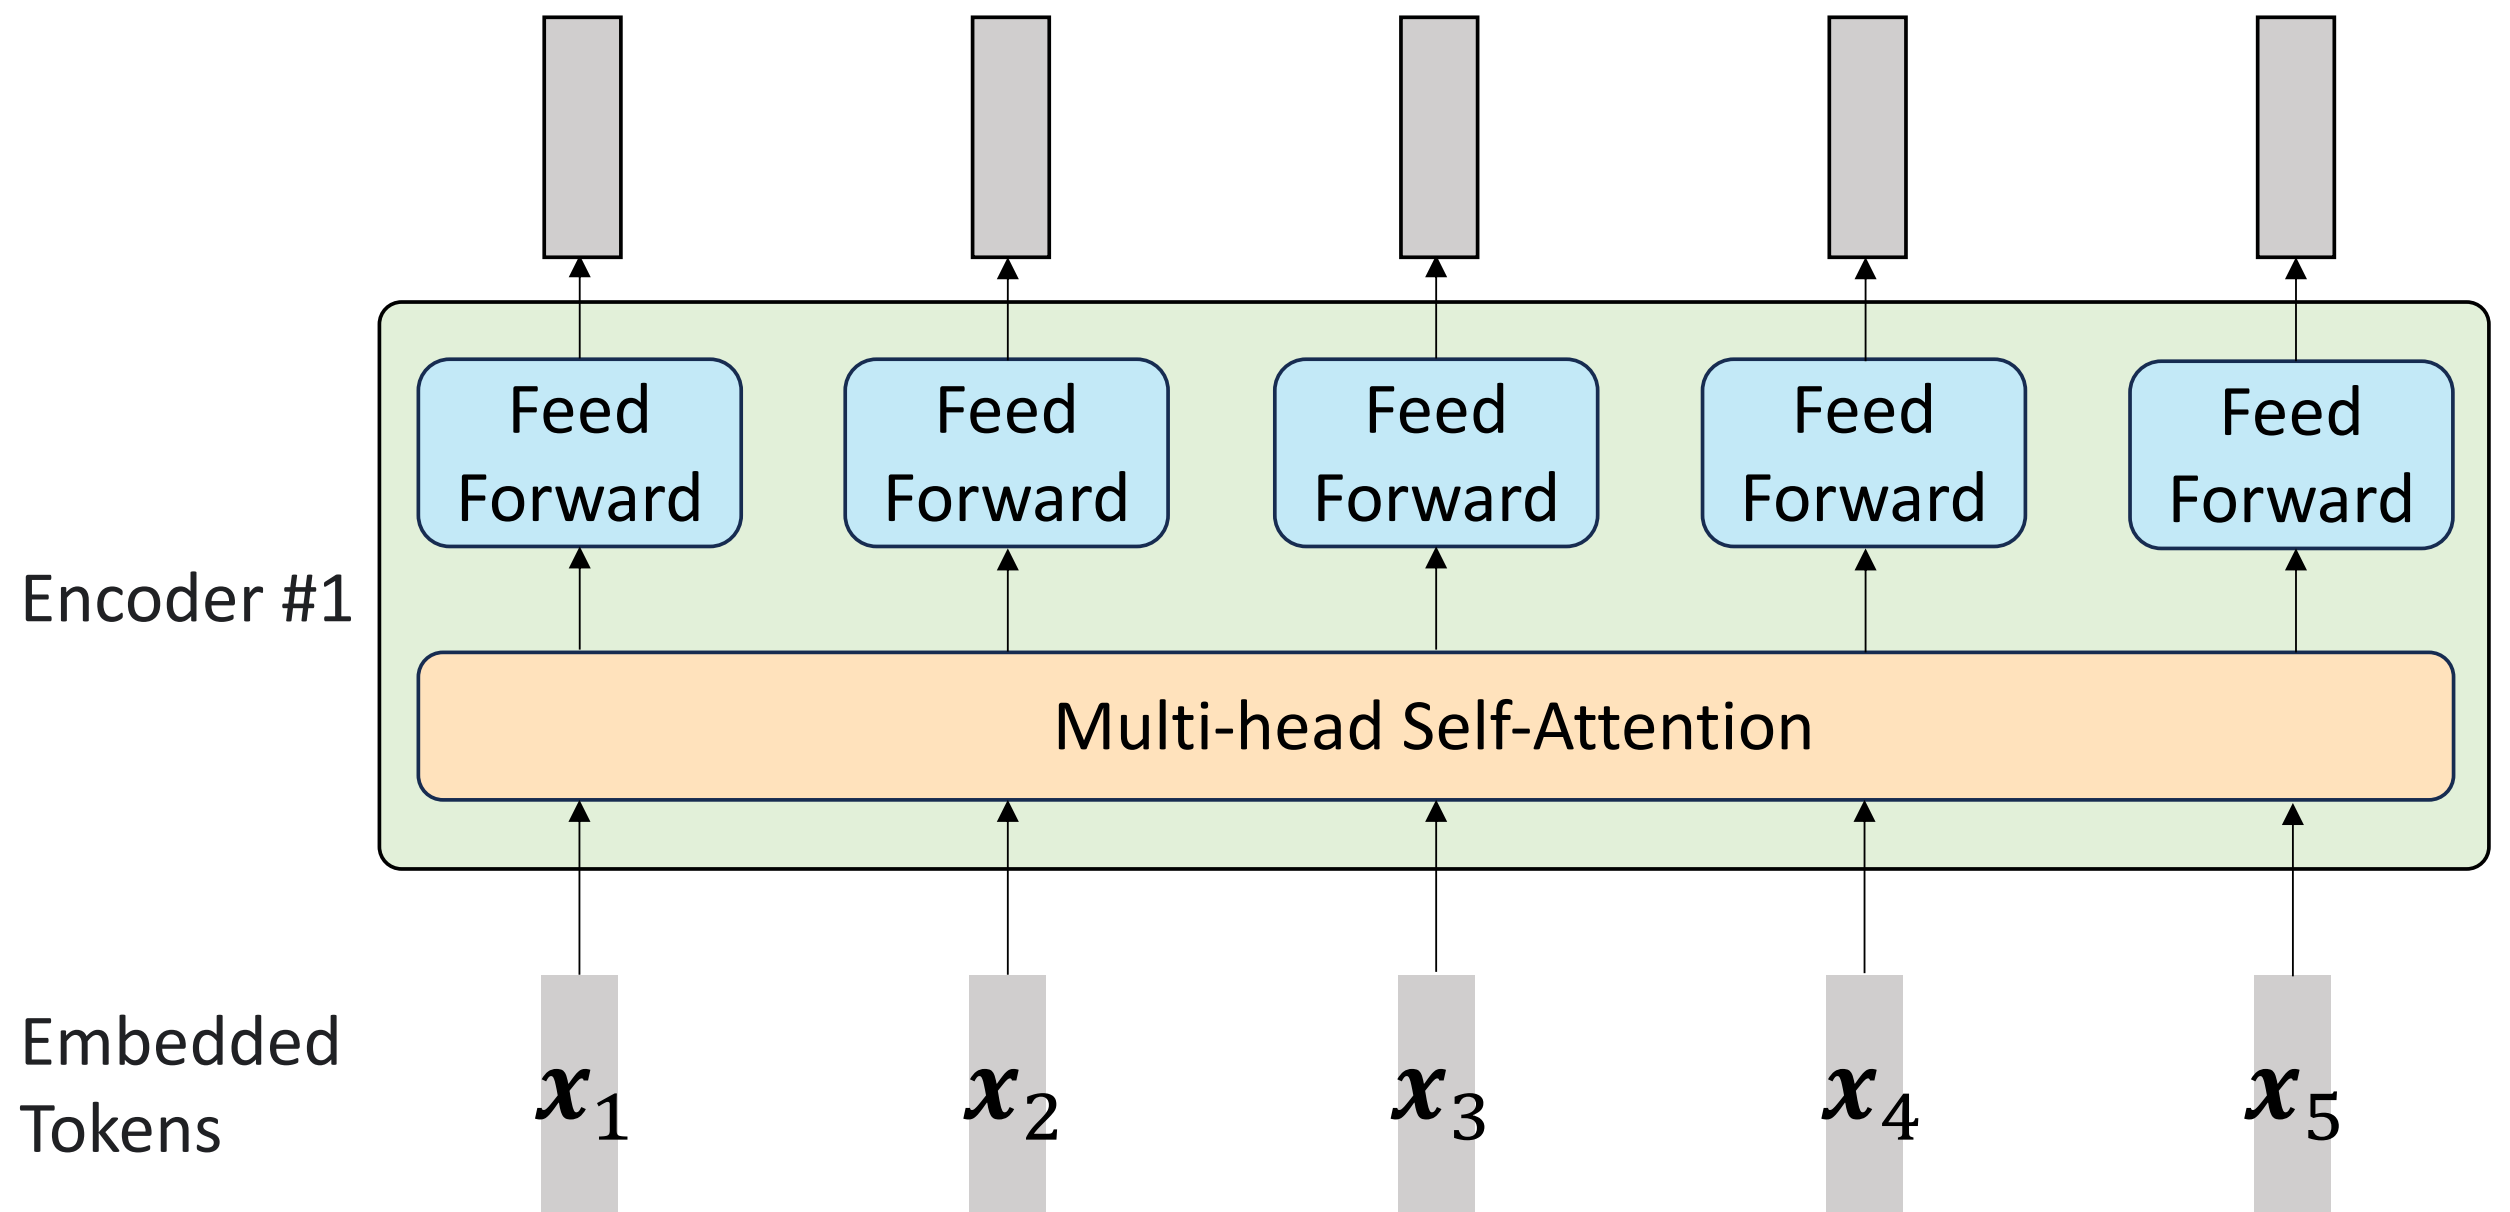 Feed Feed Feed Feed Feed
Forward Forward Forward Forward Forward
Encoder #1
Multi-head Self-Attention
Embedded
Tokens
x₁ x₂ x₃ x₄ x₅